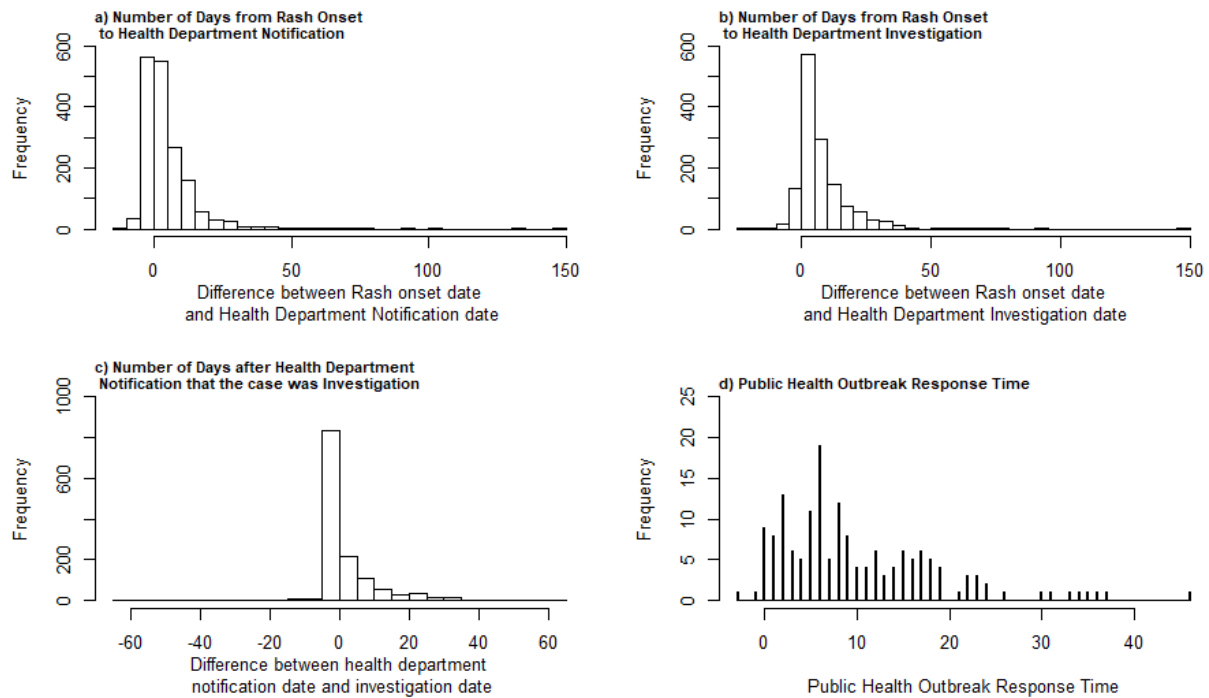 a) Number of Days from Rash Onset
to Health Department Notification
600
400
200
0
Frequency
0 50 100 150
Difference between Rash onset date
and Health Department Notification date
b) Number of Days from Rash Onset
to Health Department Investigation
600
400
200
0
Frequency
0 50 100 150
Difference between Rash onset date
and Health Department Investigation date
c) Number of Days after Health Department
Notification that the case was Investigation
1000
600
200
0
Frequency
-60 -40 -20 0 20 40 60
Difference between health department
notification date and investigation date
d) Public Health Outbreak Response Time
25
20
15
10
5
0
Frequency
0 10 20 30 40
Public Health Outbreak Response Time